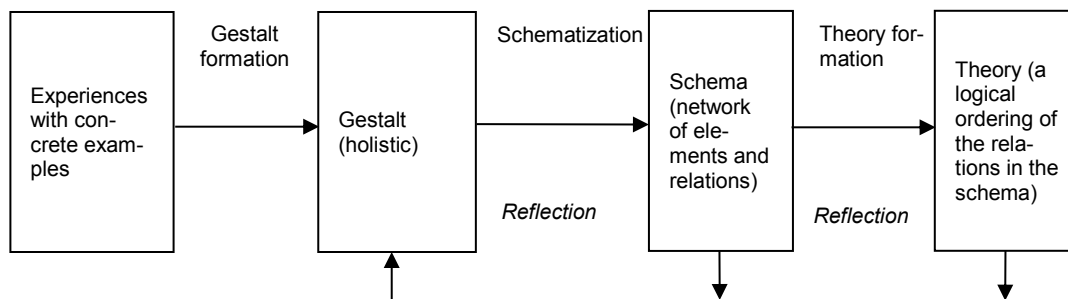 Experiences
with con-
crete exam-
ples
Gestalt
formation
Gestalt
(holistic)
Schematization
Reflection
Schema
(network
of ele-
ments and
relations)
Theory for-
mation
Reflection
Theory (a
logical
ordering of
the rela-
tions in the
schema)